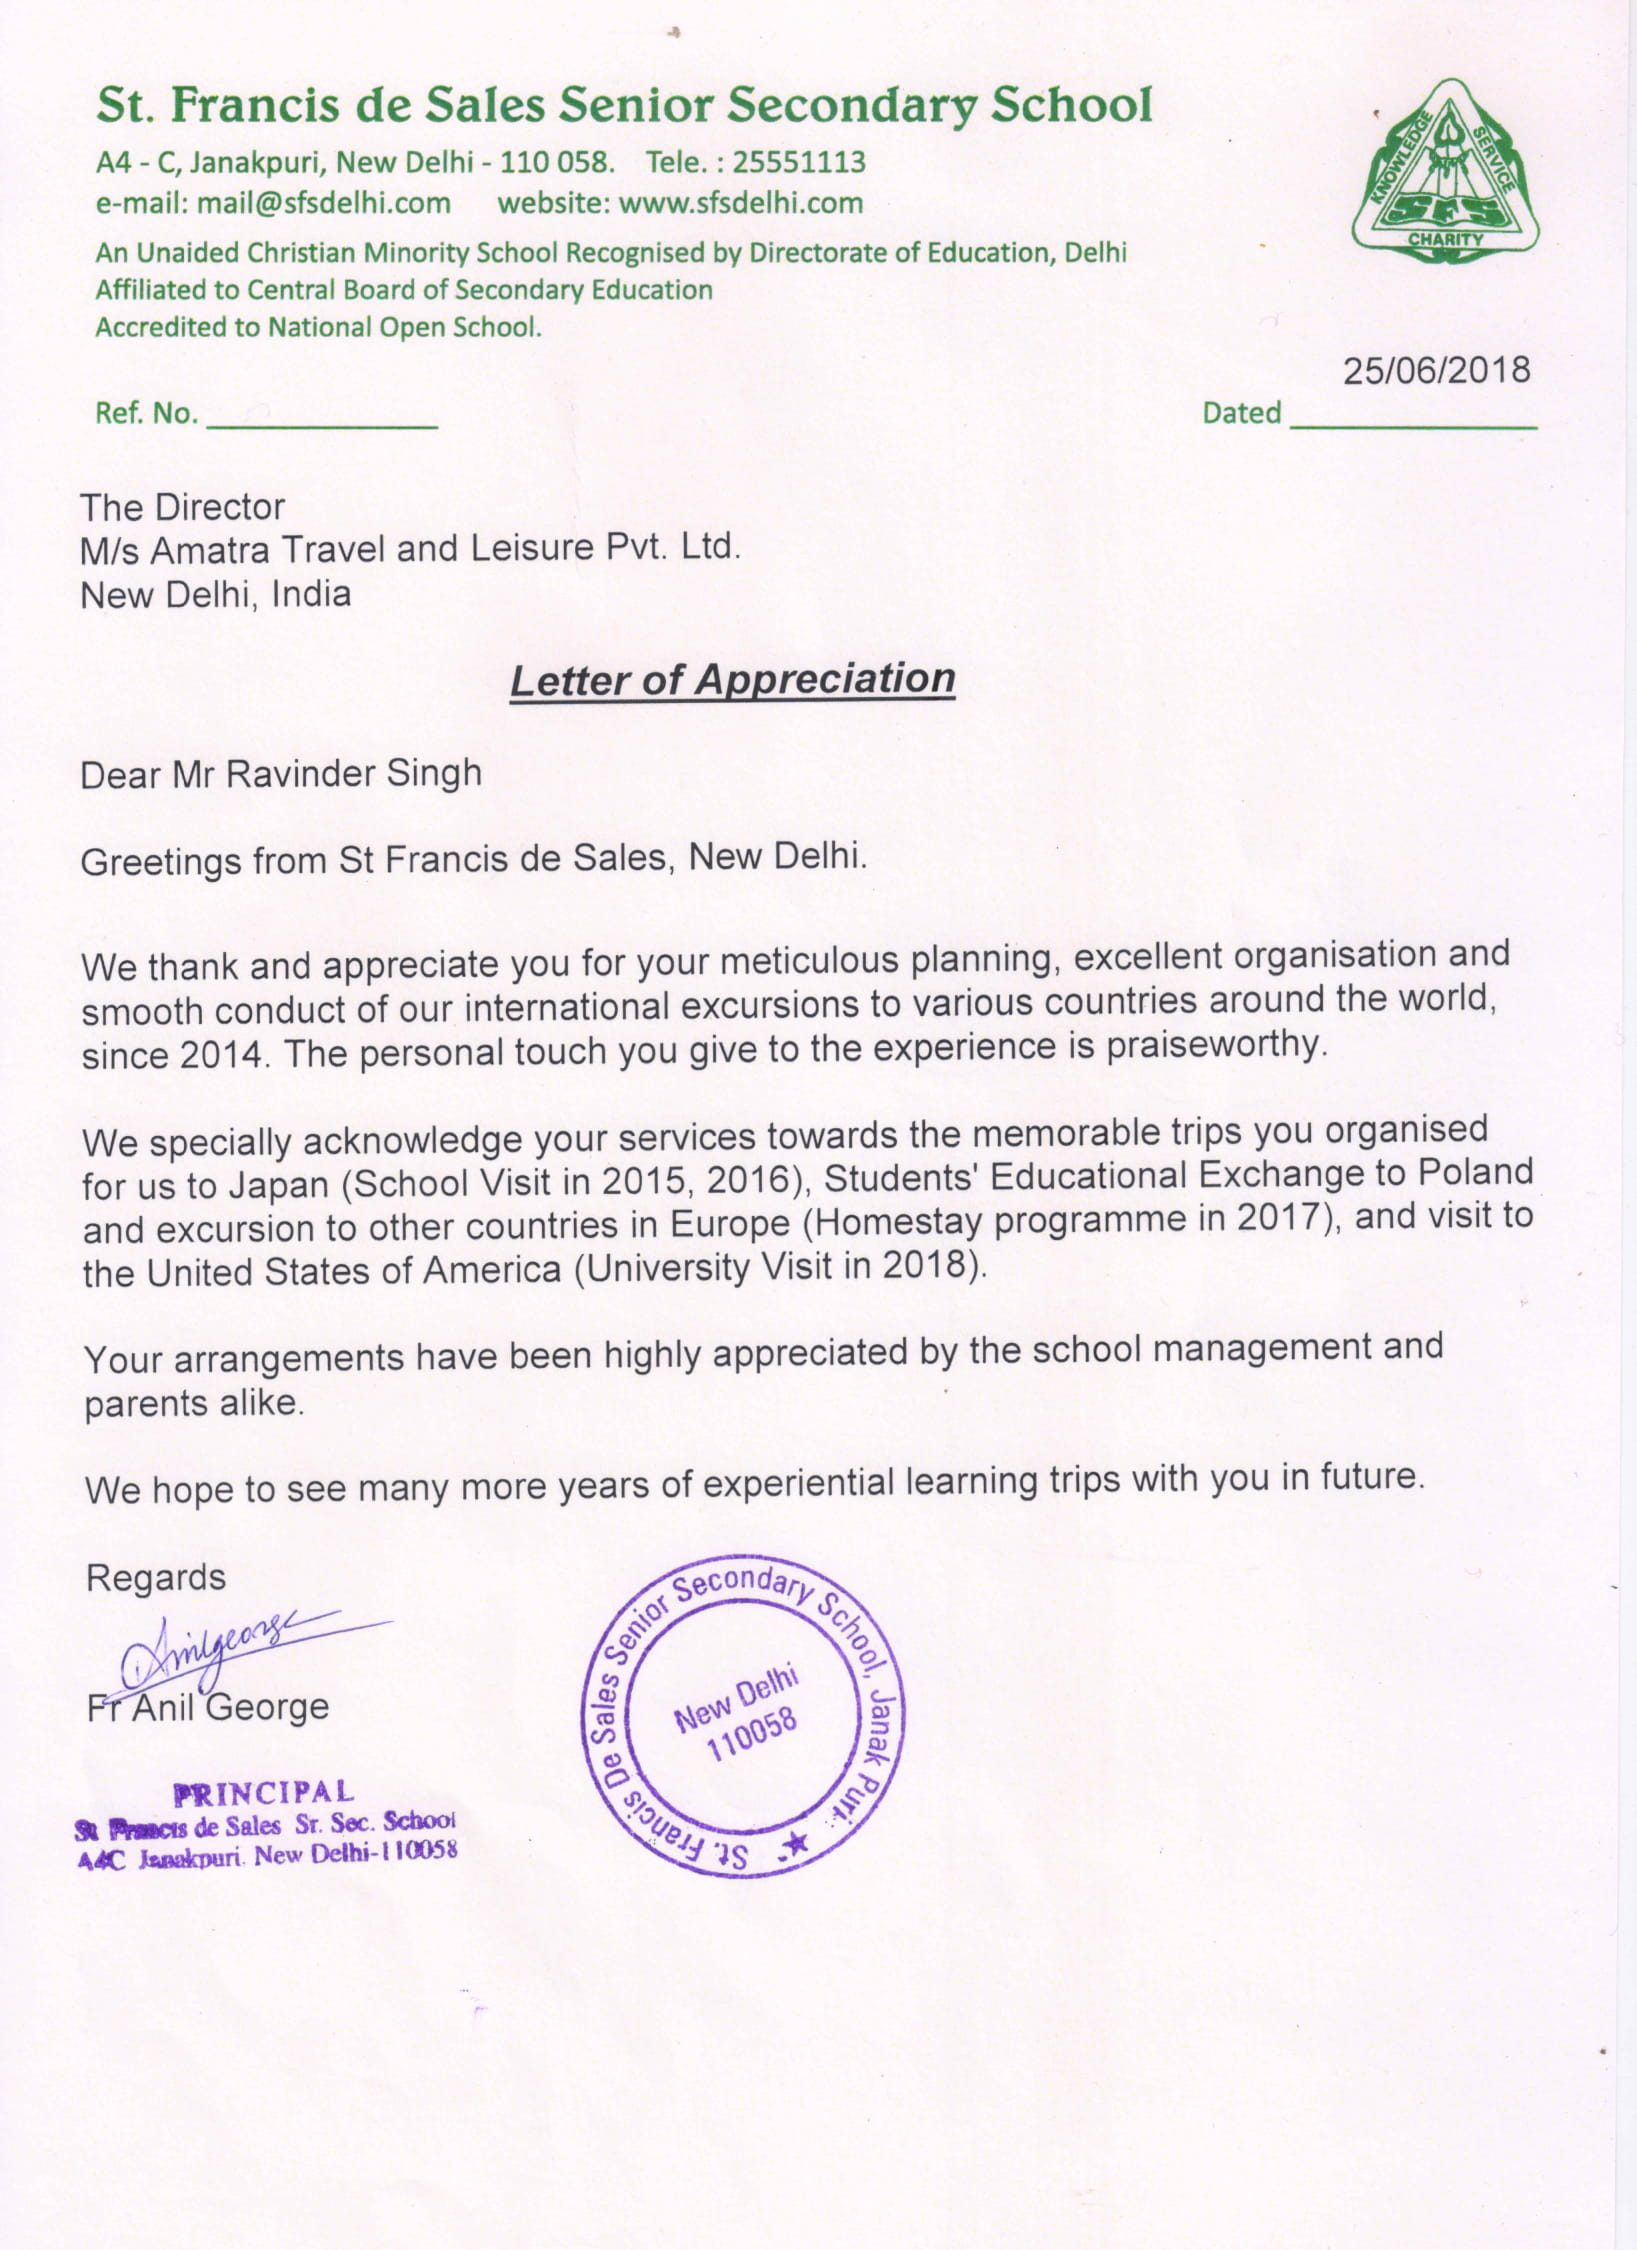 St. Francis de Sales Senior Secondary School
A4 - C, Janakpuri, New Delhi - 110 058. Tele. : 25551113
e-mail: mail@sfsdelhi.com website: www.sfsdelhi.com
An Unaided Christian Minority School Recognised by Directorate of Education, Delhi
Affiliated to Central Board of Secondary Education
Accredited to National Open School.
KNOWLEDGE
SERVICE
SFS
CHARITY
25/06/2018
Ref. No. Dated
The Director
M/s Amatra Travel and Leisure Pvt. Ltd.
New Delhi, India
Letter of Appreciation
Dear Mr Ravinder Singh
Greetings from St Francis de Sales, New Delhi.
We thank and appreciate you for your meticulous planning, excellent organisation and
smooth conduct of our international excursions to various countries around the world,
since 2014. The personal touch you give to the experience is praiseworthy.
We specially acknowledge your services towards the memorable trips you organised
for us to Japan (School Visit in 2015, 2016), Students' Educational Exchange to Poland
and excursion to other countries in Europe (Homestay programme in 2017), and visit to
the United States of America (University Visit in 2018).
Your arrangements have been highly appreciated by the school management and
parents alike.
We hope to see many more years of experiential learning trips with you in future.
Regards
Anilgeorge
Fr Anil George
PRINCIPAL
St Francis de Sales Sr. Sec. School
A4C Janakpuri. New Delhi-110058
St. Francis De Sales Senior Secondary School, Janak Puri
New Delhi
110058